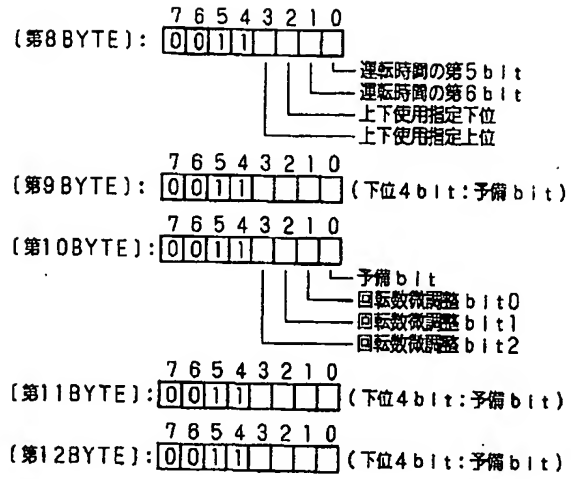 7 6 5 4 3 2 1 0
[第8BYTE]: 0 0 1 1
運転時間の第5bit
運転時間の第6bit
上下使用指定下位
上下使用指定上位
7 6 5 4 3 2 1 0
[第9BYTE]: 0 0 1 1 (下位4bit:予備bit)
7 6 5 4 3 2 1 0
[第10BYTE]: 0 0 1 1
予備bit
回転数微調整bit0
回転数微調整bit1
回転数微調整bit2
7 6 5 4 3 2 1 0
[第11BYTE]: 0 0 1 1 (下位4bit:予備bit)
7 6 5 4 3 2 1 0
[第12BYTE]: 0 0 1 1 (下位4bit:予備bit)